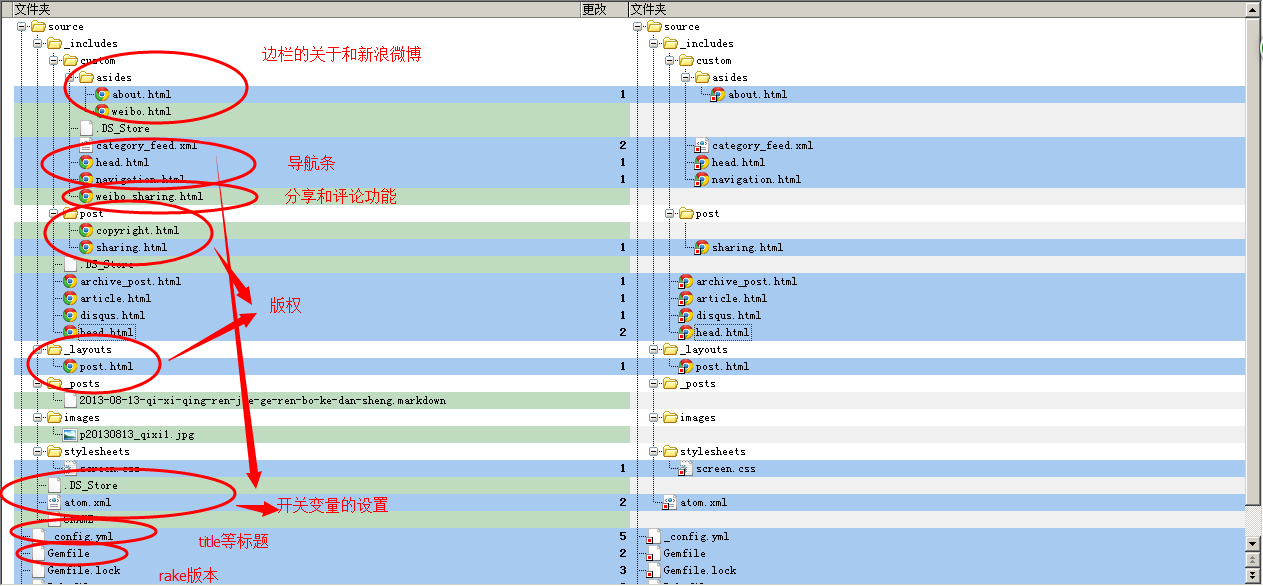 文件夹 更改 文件夹
source source
_includes _includes
边栏的关于和新浪微博
custom custom
asides asides
about.html 1 about.html
weibo.html
.DS_Store
category_feed.xml 2 category_feed.xml
head.html 导航条 1 head.html
navigation.html 1 navigation.html
weibo_sharing.html 分享和评论功能
post post
copyright.html
sharing.html 1 sharing.html
.DS_Store
archive_post.html 1 archive_post.html
article.html 版权 1 article.html
disqus.html 1 disqus.html
head.html 2 head.html
_layouts _layouts
post.html 1 post.html
_posts _posts
2013-08-13-qi-xi-qing-ren-jie-ge-ren-bo-ke-dan-sheng.markdown
images images
p20130813_qixi1.jpg
stylesheets stylesheets
screen.css 1 screen.css
.DS_Store
atom.xml 开关变量的设置 2 atom.xml
_config.yml 5 _config.yml
title等标题
Gemfile 2 Gemfile
Gemfile.lock 3 Gemfile.lock
rake版本